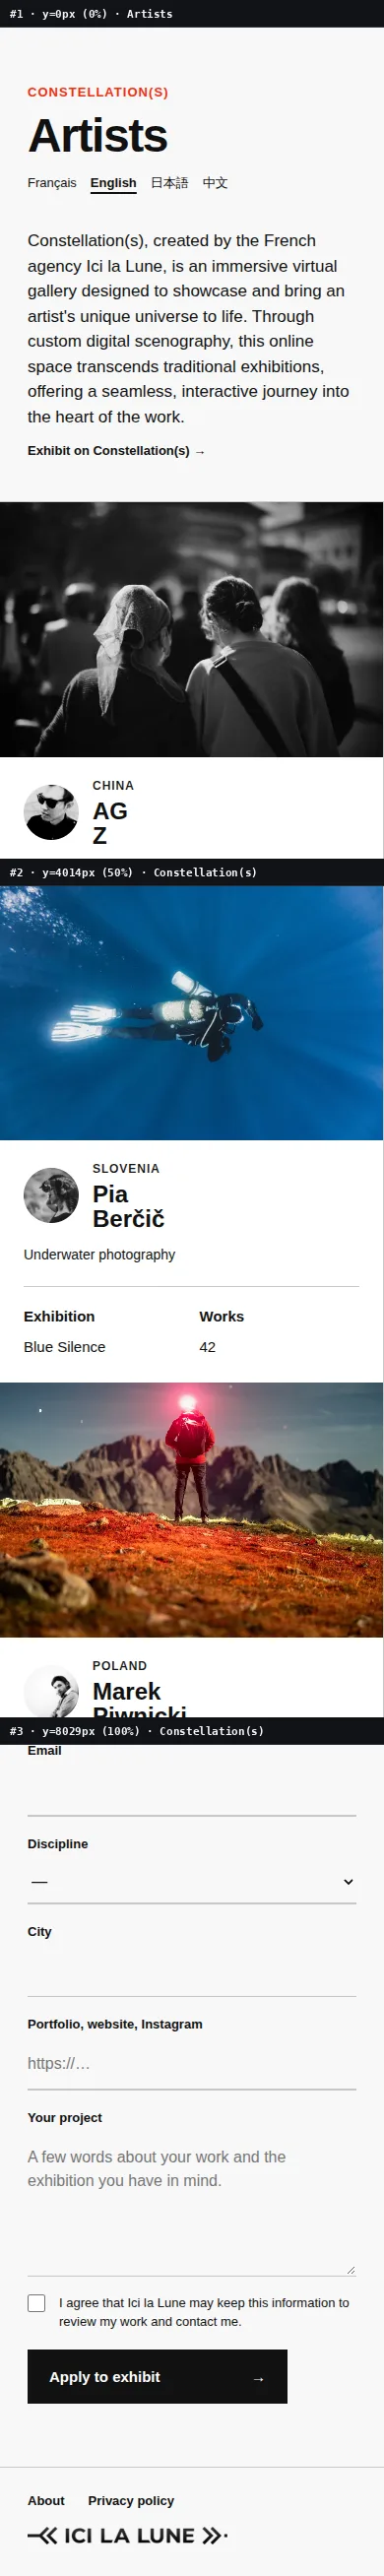 #1 · y=0px (0%) · Artists
CONSTELLATION(S)
Artists
Français English 日本語 中文
Constellation(s), created by the French
agency Ici la Lune, is an immersive virtual
gallery designed to showcase and bring an
artist's unique universe to life. Through
custom digital scenography, this online
space transcends traditional exhibitions,
offering a seamless, interactive journey into
the heart of the work.
Exhibit on Constellation(s) →
CHINA
AG
Z
#2 · y=4014px (50%) · Constellation(s)
SLOVENIA
Pia
Berčič
Underwater photography
Exhibition Works
Blue Silence 42
POLAND
Marek
Piwnicki
#3 · y=8029px (100%) · Constellation(s)
Email
Discipline
—
City
Portfolio, website, Instagram
https://…
Your project
A few words about your work and the
exhibition you have in mind.
I agree that Ici la Lune may keep this information to
review my work and contact me.
Apply to exhibit →
About Privacy policy
ICI LA LUNE